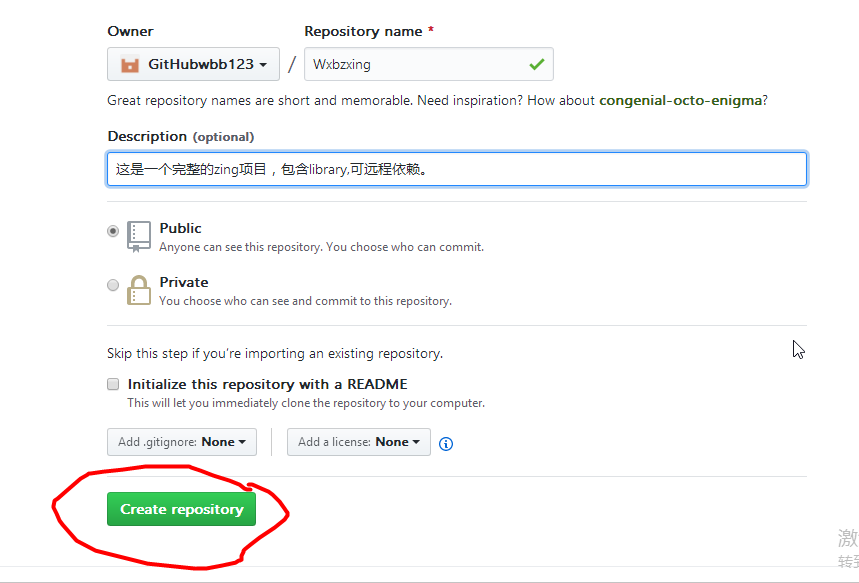 Owner
Repository name *
GitHubwbb123 / Wxbzxing
Great repository names are short and memorable. Need inspiration? How about congenial-octo-enigma?
Description (optional)
这是一个完整的zing项目，包含library,可远程依赖。
Public
Anyone can see this repository. You choose who can commit.
Private
You choose who can see and commit to this repository.
Skip this step if you’re importing an existing repository.
Initialize this repository with a README
This will let you immediately clone the repository to your computer.
Add .gitignore: None
Add a license: None
Create repository
激
转到